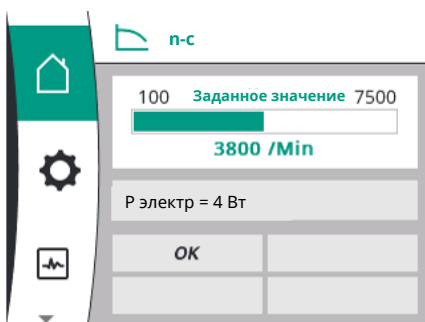 n-c
100 Заданное значение 7500
3800 /Min
Р электр = 4 Вт
OK